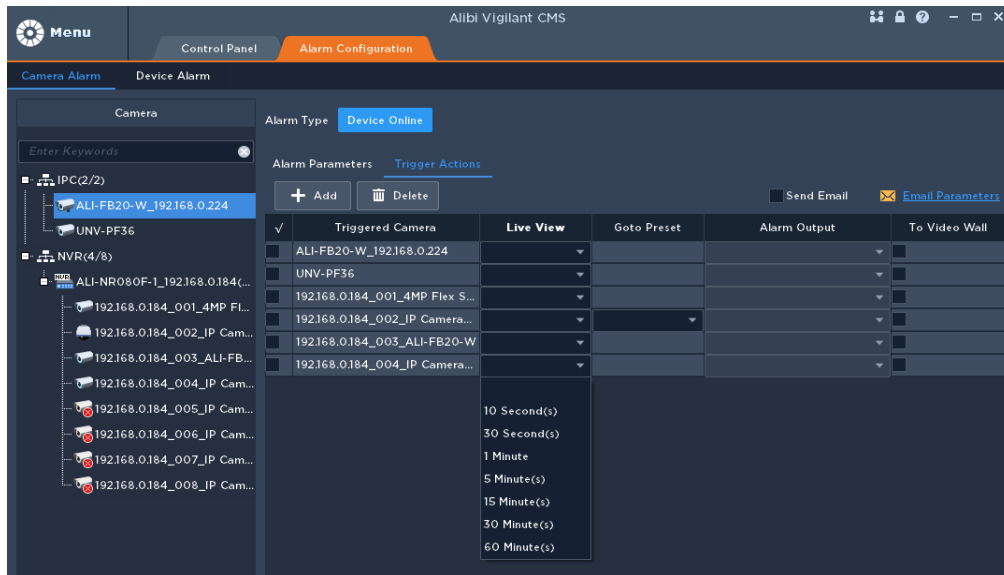 Alibi Vigilant CMS
Menu
Control Panel
Alarm Configuration
Camera Alarm
Device Alarm
Camera
Enter Keywords
IPC(2/2)
ALI-FB20-W_192.168.0.224
UNV-PF36
NVR(4/8)
NVR
ALI-NR080F-1_192.168.0.184(...
192.168.0.184_001_4MP Fl...
192.168.0.184_002_IP Cam...
192.168.0.184_003_ALI-FB...
192.168.0.184_004_IP Cam...
192.168.0.184_005_IP Cam...
192.168.0.184_006_IP Cam...
192.168.0.184_007_IP Cam...
192.168.0.184_008_IP Cam...
Alarm Type
Device Online
Alarm Parameters
Trigger Actions
+ Add
Delete
Send Email
Email Parameters
√ Triggered Camera Live View Goto Preset Alarm Output To Video Wall
ALI-FB20-W_192.168.0.224
UNV-PF36
192.168.0.184_001_4MP Flex S...
192.168.0.184_002_IP Camera...
192.168.0.184_003_ALI-FB20-W
192.168.0.184_004_IP Camera...
10 Second(s)
30 Second(s)
1 Minute
5 Minute(s)
15 Minute(s)
30 Minute(s)
60 Minute(s)